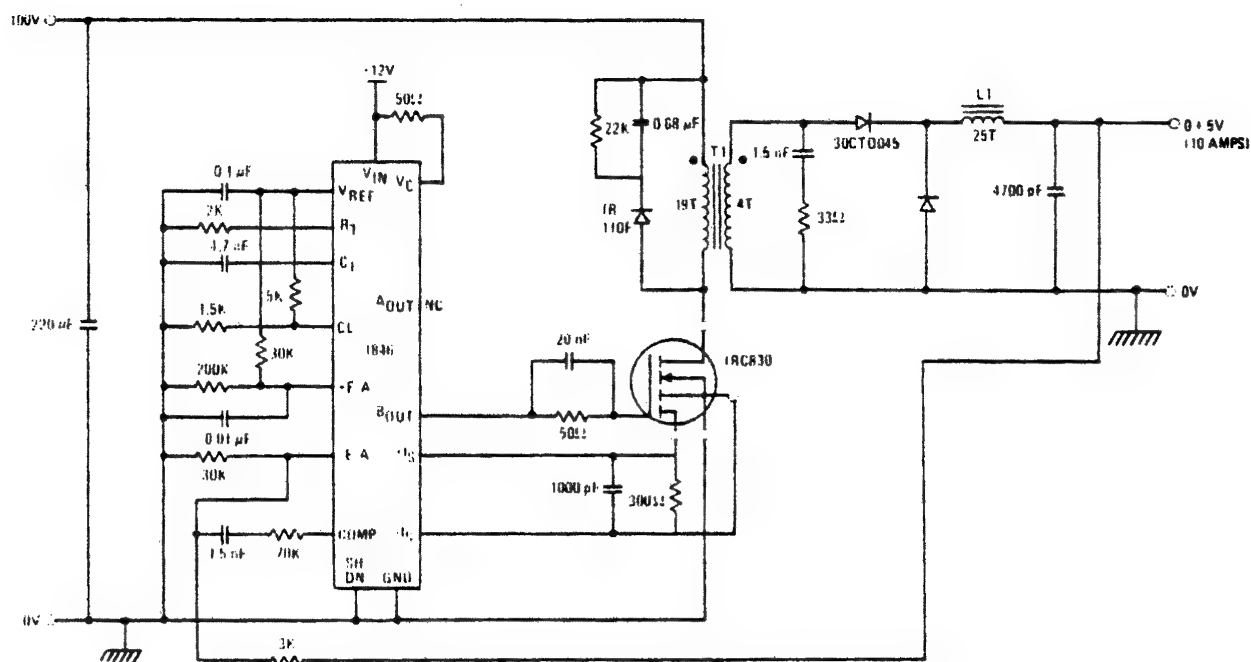 100V
-12V
50Ω
22K
0.68 µF
T1
19T
4T
1.5 nF
33Ω
30CTQ045
L1
25T
0 + 5V
(10 AMPS)
4700 pF
0V
IR
110F
0.1 µF
VREF
VIN
VC
2K
4.7 nF
5K
AOUT
NC
220 µF
1.5K
CL
1846
30K
200K
0.01 µF
30K
BOUT
20 nF
50Ω
IRC830
1000 pF
300Ω
1.5 nF
70K
COMP
SH
DN
GND
0V
3K